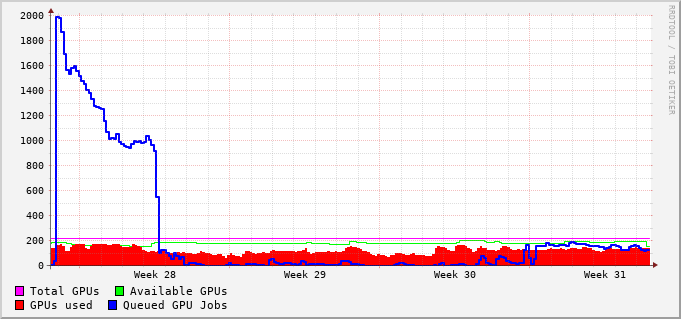 2000
1800
1600
1400
1200
1000
800
600
400
200
0
Week 28 Week 29 Week 30 Week 31
Total GPUs Available GPUs
GPUs used Queued GPU Jobs
RRDTOOL / TOBI OETIKER